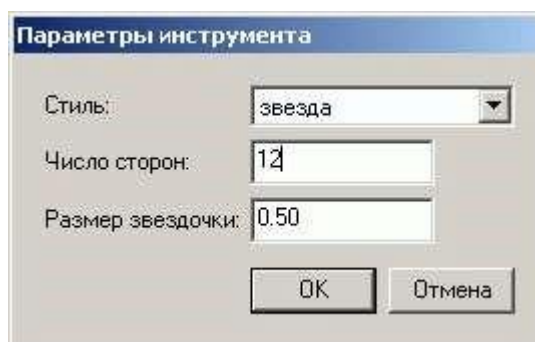 Параметры инструмента
Стиль: звезда
Число сторон: 12
Размер звездочки: 0.50
OK Отмена